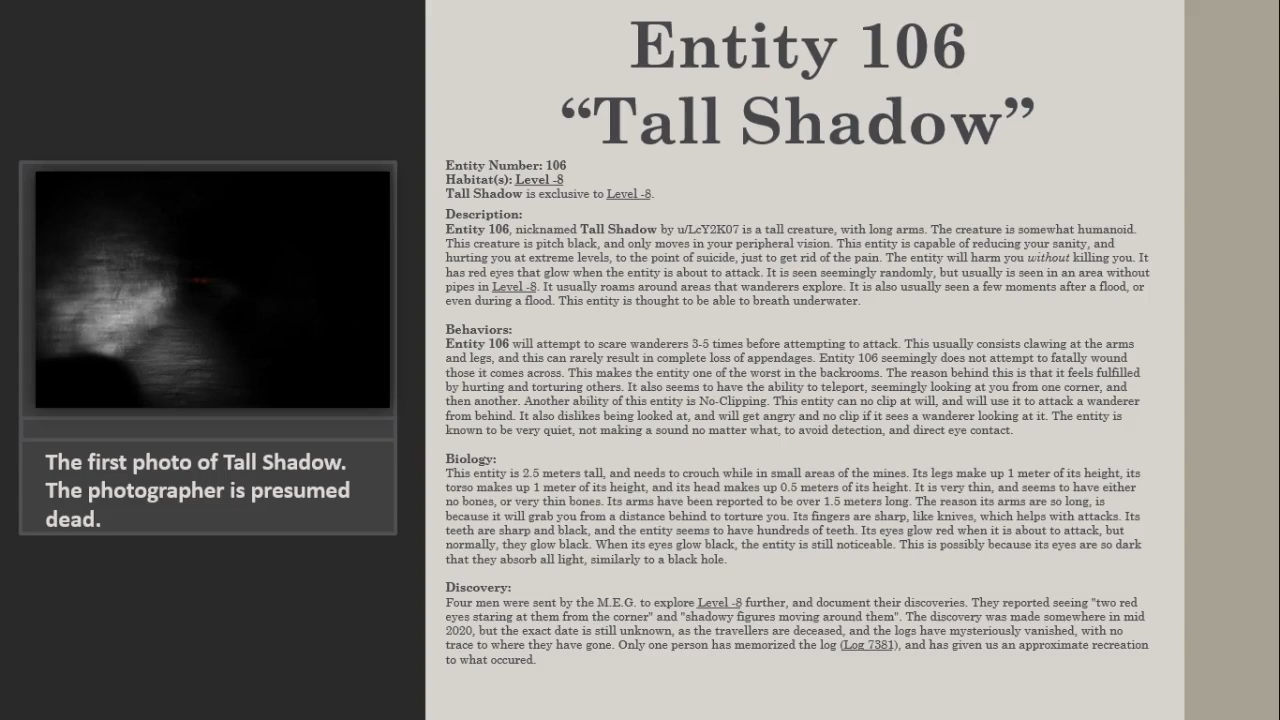 Entity 106
“Tall Shadow”
Entity Number: 106
Habitat(s): Level -8
Tall Shadow is exclusive to Level -8.
Description:
Entity 106, nicknamed Tall Shadow by u/LcY2K07 is a tall creature, with long arms. The creature is somewhat humanoid.
This creature is pitch black, and only moves in your peripheral vision. This entity is capable of reducing your sanity, and
hurting you at extreme levels, to the point of suicide, just to get rid of the pain. The entity will harm you without killing you. It
has red eyes that glow when the entity is about to attack. It is seen seemingly randomly, but usually is seen in an area without
pipes in Level -8. It usually roams around areas that wanderers explore. It is also usually seen a few moments after a flood, or
even during a flood. This entity is thought to be able to breath underwater.
Behaviors:
Entity 106 will attempt to scare wanderers 3-5 times before attempting to attack. This usually consists clawing at the arms
and legs, and this can rarely result in complete loss of appendages. Entity 106 seemingly does not attempt to fatally wound
those it comes across. This makes the entity one of the worst in the backrooms. The reason behind this is that it feels fulfilled
by hurting and torturing others. It also seems to have the ability to teleport, seemingly looking at you from one corner, and
then another. Another ability of this entity is No-Clipping. This entity can no clip at will, and will use it to attack a wanderer
from behind. It also dislikes being looked at, and will get angry and no clip if it sees a wanderer looking at it. The entity is
known to be very quiet, not making a sound no matter what, to avoid detection, and direct eye contact.
Biology:
This entity is 2.5 meters tall, and needs to crouch while in small areas of the mines. Its legs make up 1 meter of its height, its
torso makes up 1 meter of its height, and its head makes up 0.5 meters of its height. It is very thin, and seems to have either
no bones, or very thin bones. Its arms have been reported to be over 1.5 meters long. The reason its arms are so long, is
because it will grab you from a distance behind to torture you. Its fingers are sharp, like knives, which helps with attacks. Its
teeth are sharp and black, and the entity seems to have hundreds of teeth. Its eyes glow red when it is about to attack, but
normally, they glow black. When its eyes glow black, the entity is still noticeable. This is possibly because its eyes are so dark
that they absorb all light, similarly to a black hole.
Discovery:
Four men were sent by the M.E.G. to explore Level -8 further, and document their discoveries. They reported seeing "two red
eyes staring at them from the corner" and "shadowy figures moving around them". The discovery was made somewhere in mid
2020, but the exact date is still unknown, as the travellers are deceased, and the logs have mysteriously vanished, with no
trace to where they have gone. Only one person has memorized the log (Log 7381), and has given us an approximate recreation
to what occured.
The first photo of Tall Shadow.
The photographer is presumed
dead.